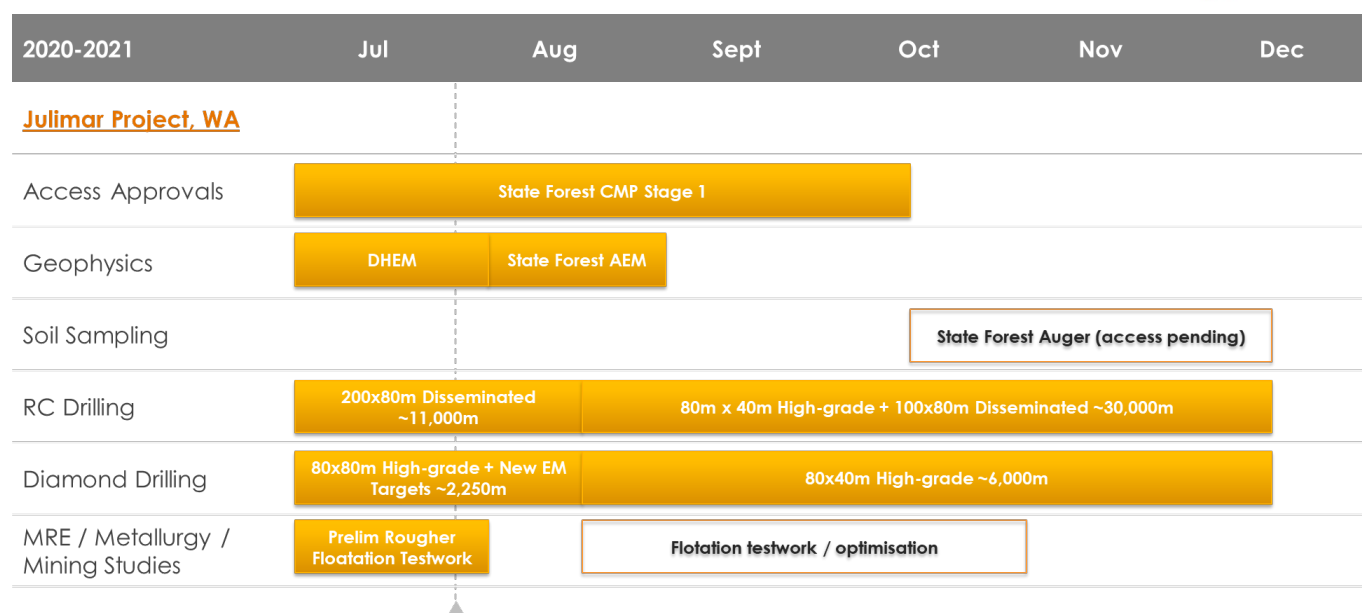 2020-2021 Jul Aug Sept Oct Nov Dec
Julimar Project, WA
Access Approvals
State Forest CMP Stage 1
Geophysics
DHEM
State Forest AEM
Soil Sampling
State Forest Auger (access pending)
RC Drilling
200x80m Disseminated
~11,000m
80m x 40m High-grade + 100x80m Disseminated ~30,000m
Diamond Drilling
80x80m High-grade + New EM
Targets ~2,250m
80x40m High-grade ~6,000m
MRE / Metallurgy /
Mining Studies
Prelim Rougher
Floatation Testwork
Flotation testwork / optimisation